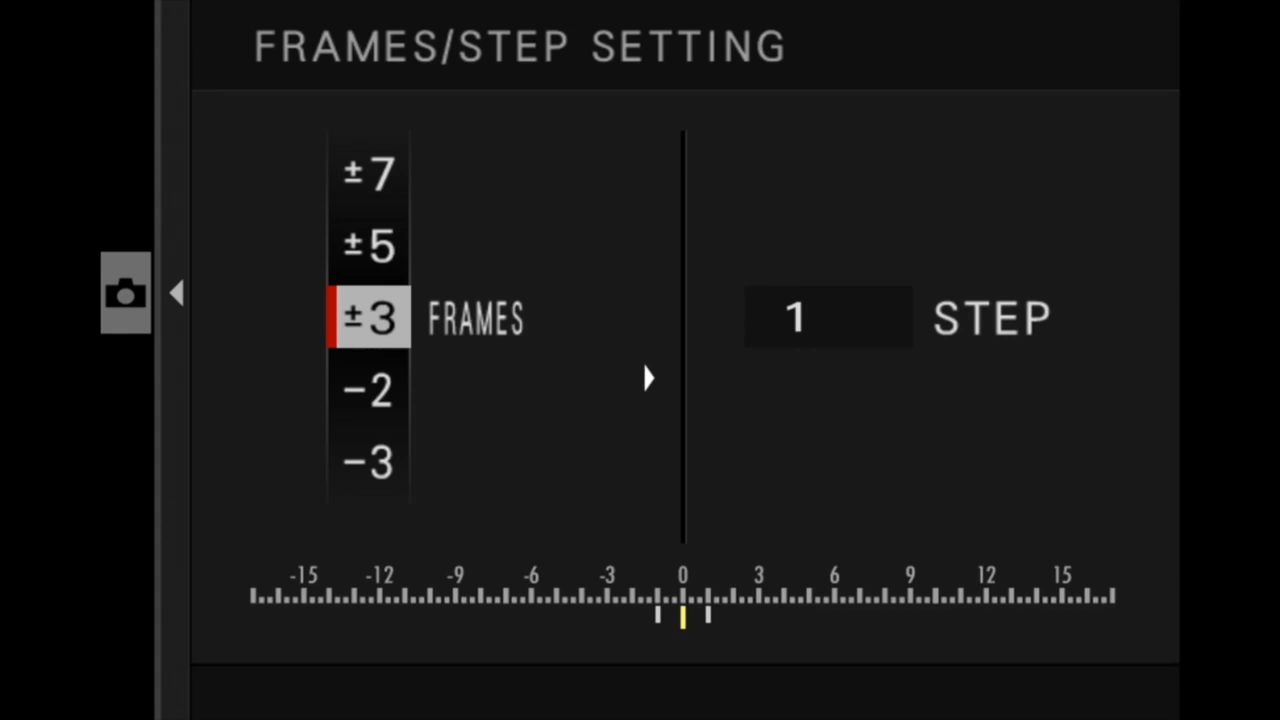 FRAMES/STEP SETTING
±7
±5
±3 FRAMES
1 STEP
−2
−3
-15 -12 -9 -6 -3 0 3 6 9 12 15